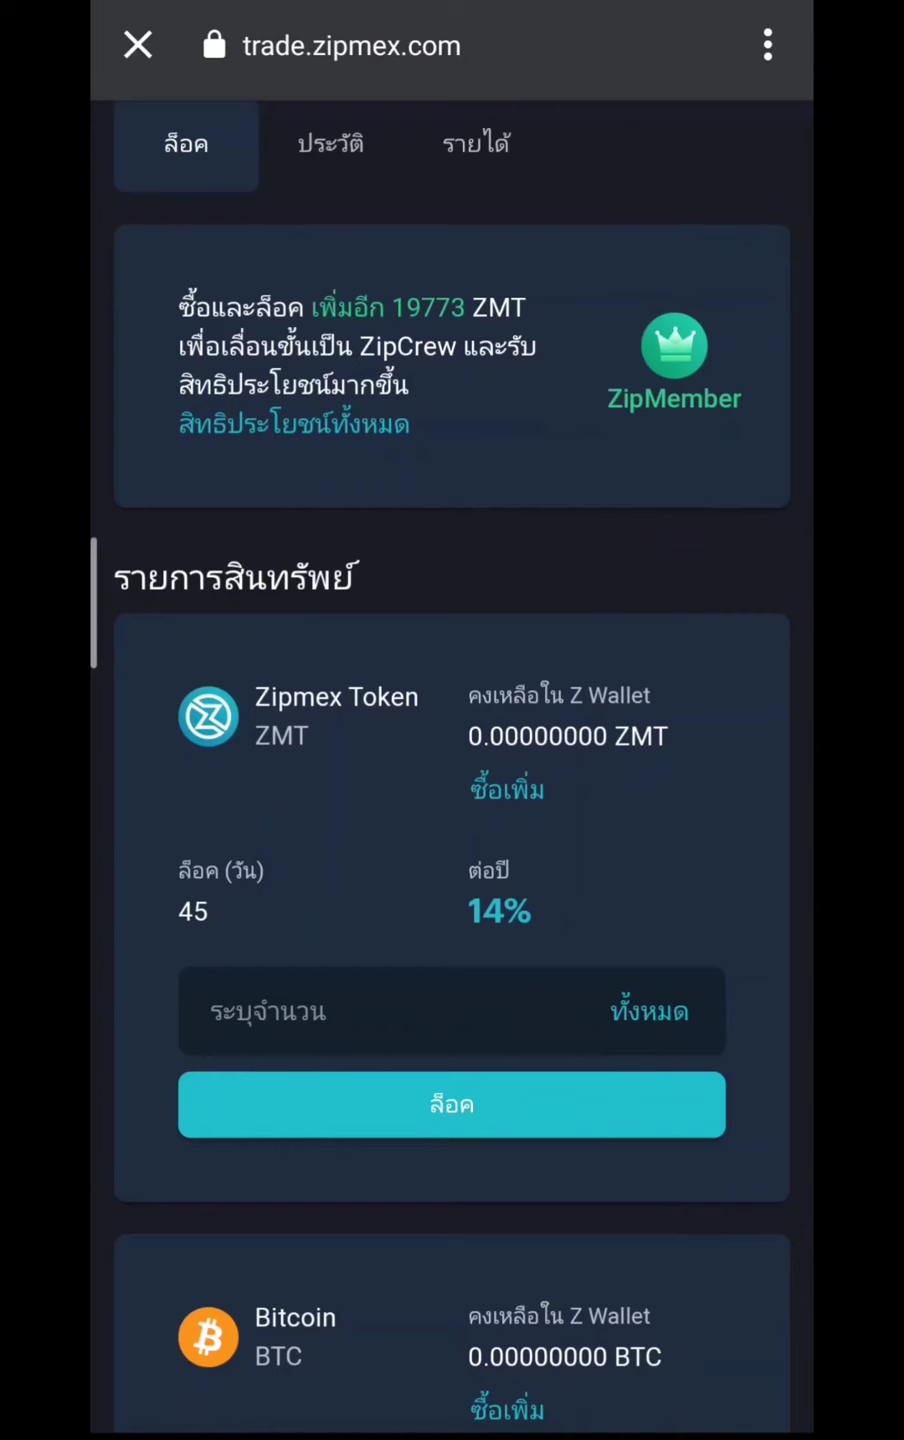 trade.zipmex.com
ล็อค ประวัติ รายได้
ซื้อและล็อค เพิ่มอีก 19773 ZMT
เพื่อเลื่อนขั้นเป็น ZipCrew และรับ
สิทธิประโยชน์มากขึ้น
สิทธิประโยชน์ทั้งหมด
ZipMember
รายการสินทรัพย์
Zipmex Token
ZMT
คงเหลือใน Z Wallet
0.00000000 ZMT
ซื้อเพิ่ม
ล็อค (วัน)
45
ต่อปี
14%
ระบุจำนวน ทั้งหมด
ล็อค
Bitcoin
BTC
คงเหลือใน Z Wallet
0.00000000 BTC
ซื้อเพิ่ม